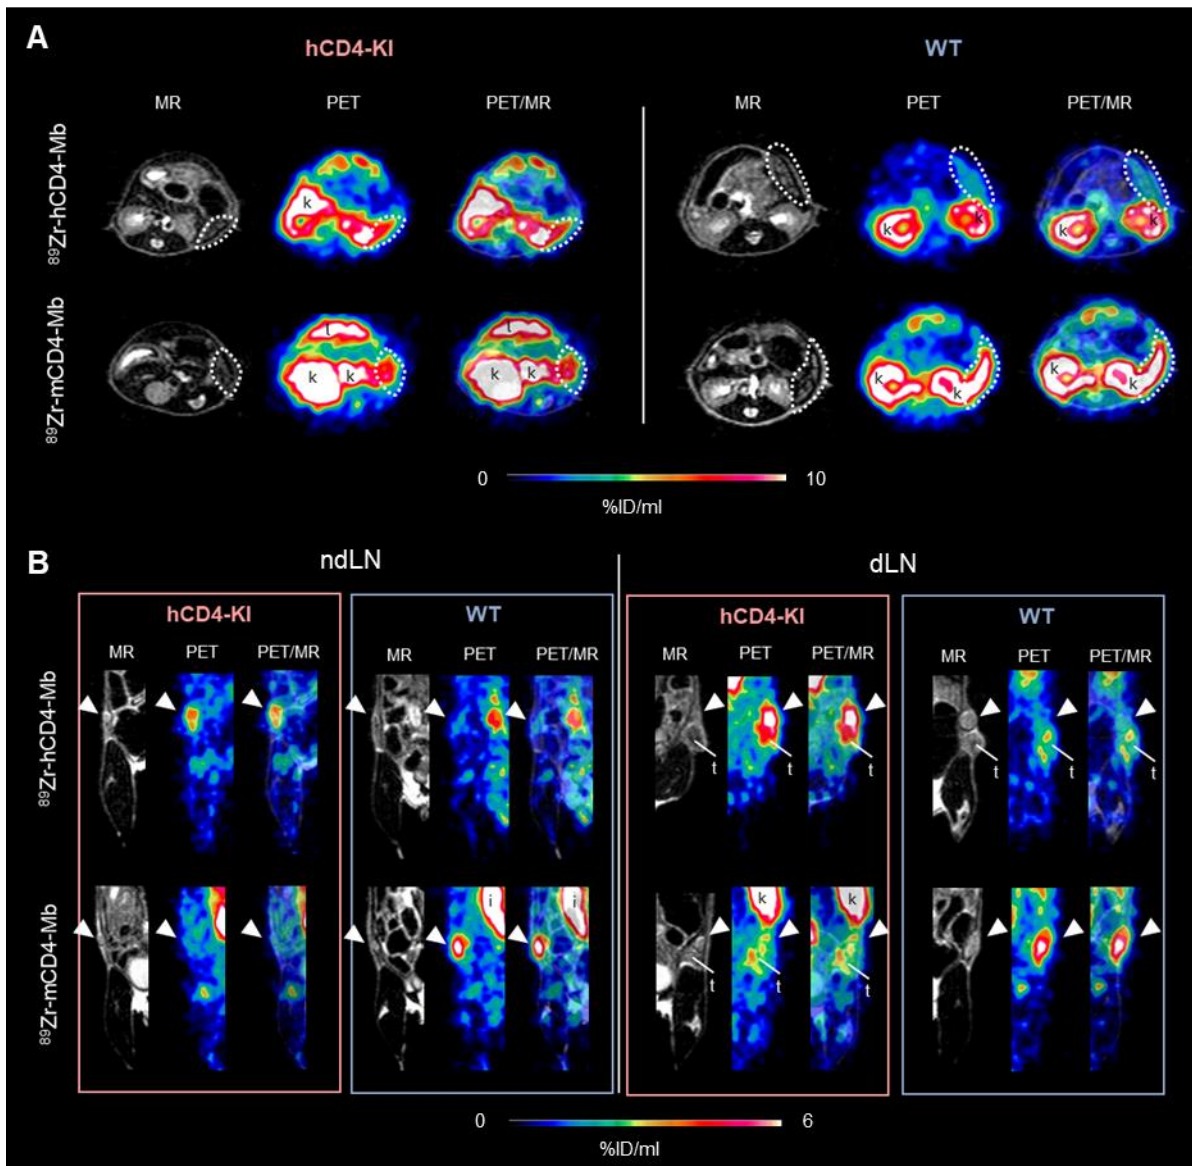 A
hCD4-KI WT
MR PET PET/MR MR PET PET/MR
⁸⁹Zr-hCD4-Mb
k k k k k
⁸⁹Zr-mCD4-Mb
l
k k k k k k k
0 10
%ID/ml
B
ndLN dLN
hCD4-KI WT hCD4-KI WT
MR PET PET/MR MR PET PET/MR MR PET PET/MR MR PET PET/MR
⁸⁹Zr-hCD4-Mb
t t t t t t
⁸⁹Zr-mCD4-Mb
i i k k
t t t
0 6
%ID/ml